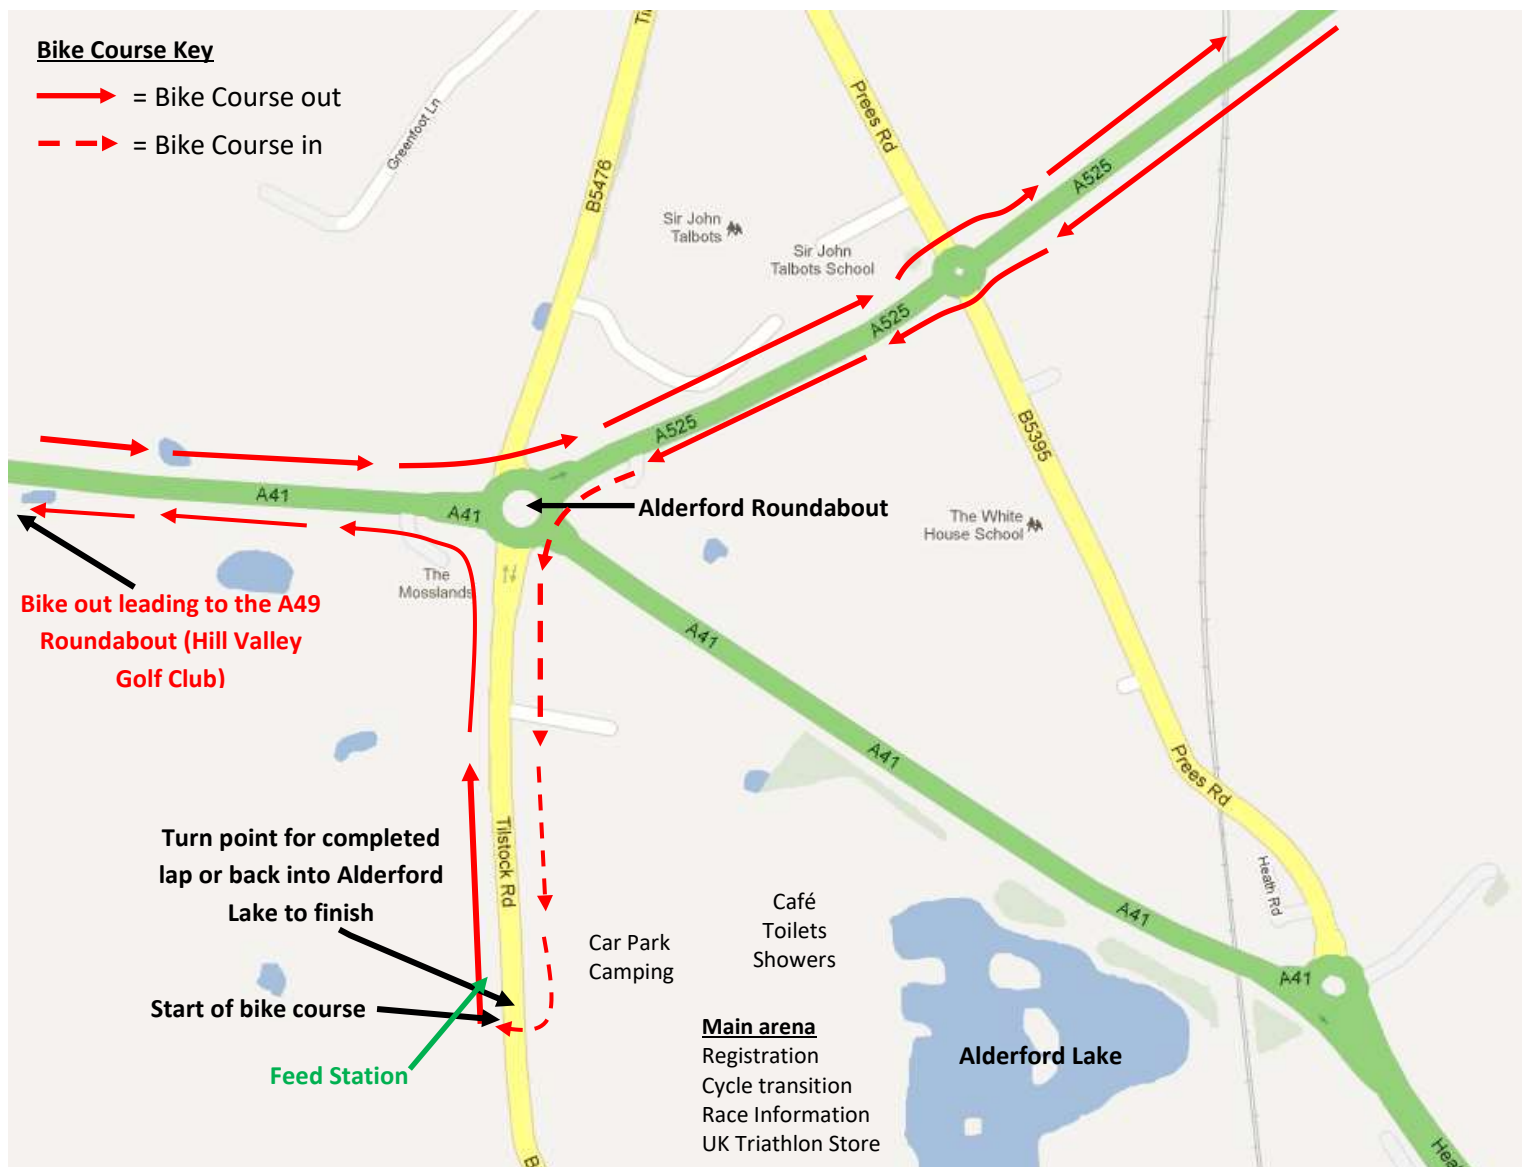 Bike Course Key
= Bike Course out
= Bike Course in
Til
Greenfoot Ln
B5476
Prees Rd
A525
Sir John
Talbots
Sir John
Talbots School
A525
A525
A41
A41
Alderford Roundabout
B5395
The White
House School
The
Mosslands
Bike out leading to the A49
Roundabout (Hill Valley
Golf Club)
A41
A41
Prees Rd
Tilstock Rd
Turn point for completed
lap or back into Alderford
Lake to finish
Start of bike course
Feed Station
Car Park
Camping
Café
Toilets
Showers
Heath Rd
A41
A41
Main arena
Registration
Cycle transition
Race Information
UK Triathlon Store
Alderford Lake
B
Hea